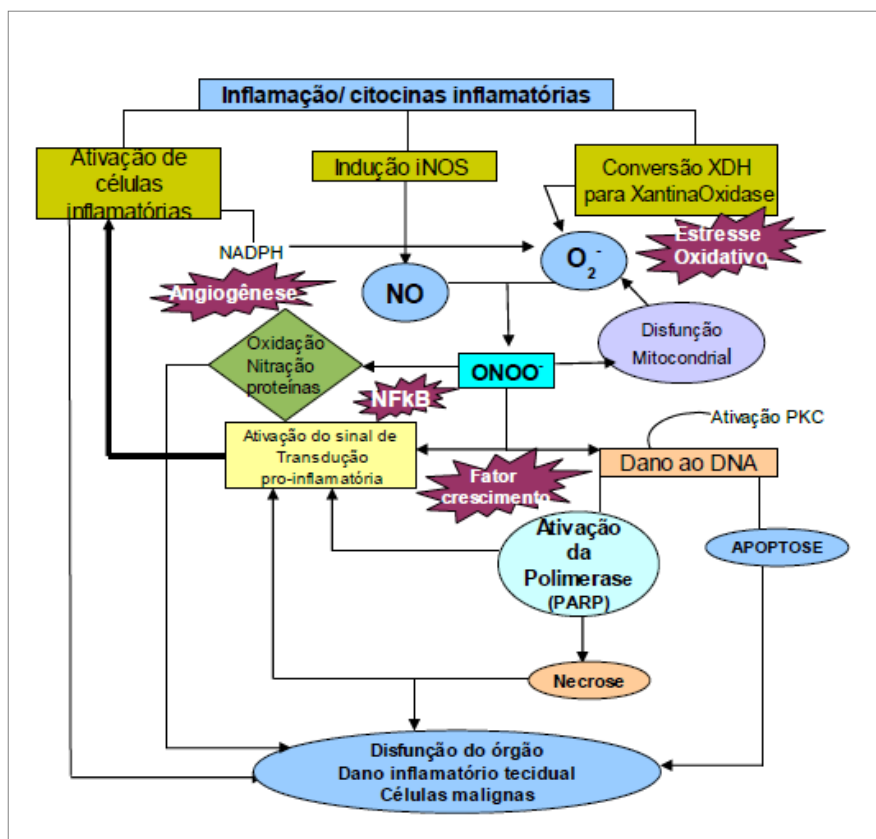 Inflamação/ citocinas inflamatórias
Ativação de
células
inflamatórias
Indução iNOS
Conversão XDH
para XantinaOxidase
NADPH
Estresse
Oxidativo
O₂⁻
Angiogênese
NO
Disfunção
Mitocondrial
Oxidação
Nitração
proteínas
ONOO⁻
NFkB
Ativação PKC
Ativação do sinal de
Transdução
pro-inflamatória
Fator
crescimento
Dano ao DNA
Ativação
da
Polimerase
(PARP)
APOPTOSE
Necrose
Disfunção do órgão
Dano inflamatório tecidual
Células malignas